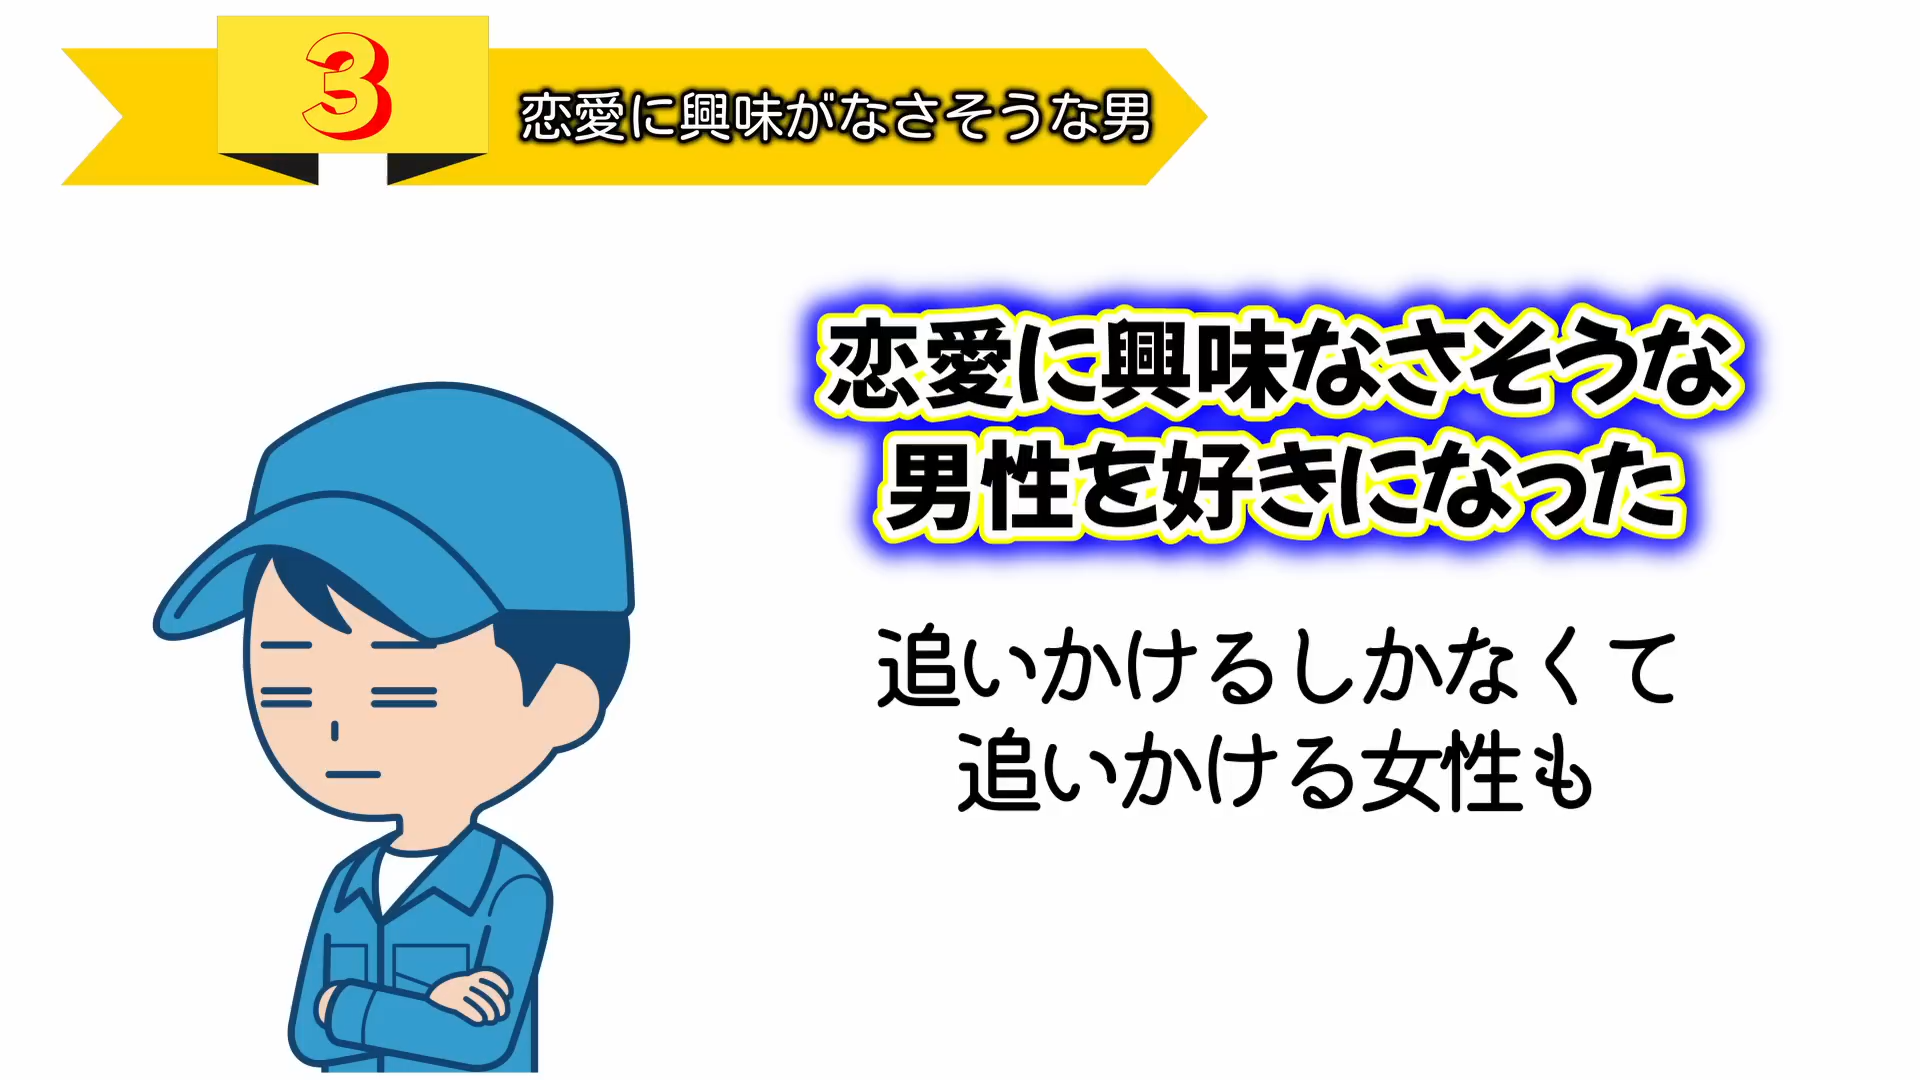 3
恋愛に興味がなさそうな男
恋愛に興味なさそうな
男性を好きになった
追いかけるしかなくて
追いかける女性も